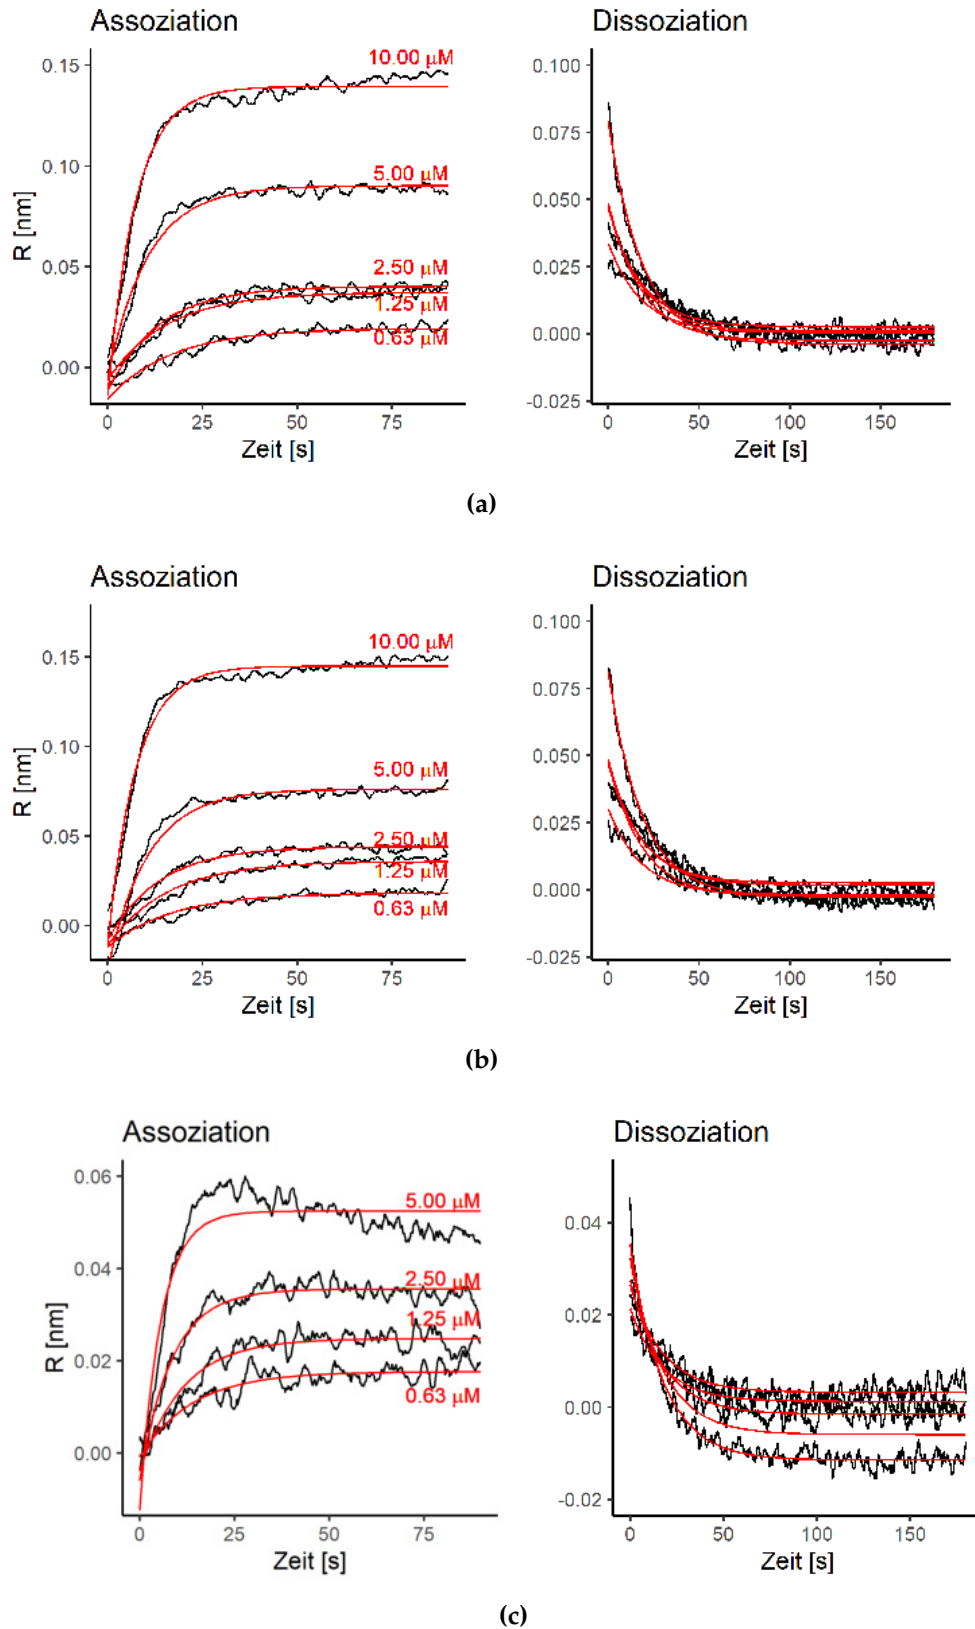 Assoziation
Dissoziation
0.15
0.10
0.05
0.00
R [nm]
10.00 µM
5.00 µM
2.50 µM
1.25 µM
0.63 µM
0 25 50 75
Zeit [s]
0.100
0.075
0.050
0.025
0.000
-0.025
0 50 100 150
Zeit [s]
(a)
Assoziation
Dissoziation
0.15
0.10
0.05
0.00
R [nm]
10.00 µM
5.00 µM
2.50 µM
1.25 µM
0.63 µM
0 25 50 75
Zeit [s]
0.100
0.075
0.050
0.025
0.000
-0.025
0 50 100 150
Zeit [s]
(b)
Assoziation
Dissoziation
0.06
0.04
0.02
0.00
R [nm]
5.00 µM
2.50 µM
1.25 µM
0.63 µM
0 25 50 75
Zeit [s]
0.04
0.02
0.00
-0.02
0 50 100 150
Zeit [s]
(c)